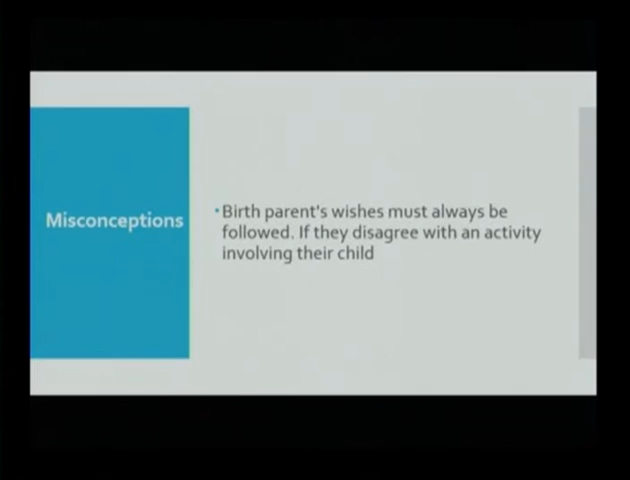 Misconceptions
Birth parent's wishes must always be
followed. If they disagree with an activity
involving their child